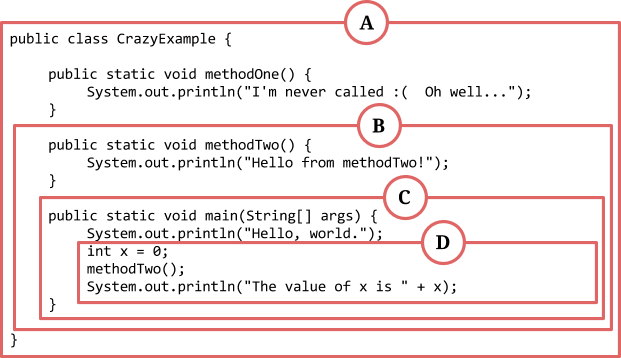 A
public class CrazyExample {
public static void methodOne() {
System.out.println("I'm never called :(  Oh well...");
}
B
public static void methodTwo() {
System.out.println("Hello from methodTwo!");
}
C
public static void main(String[] args) {
System.out.println("Hello, world.");
D
int x = 0;
methodTwo();
System.out.println("The value of x is " + x);
}
}